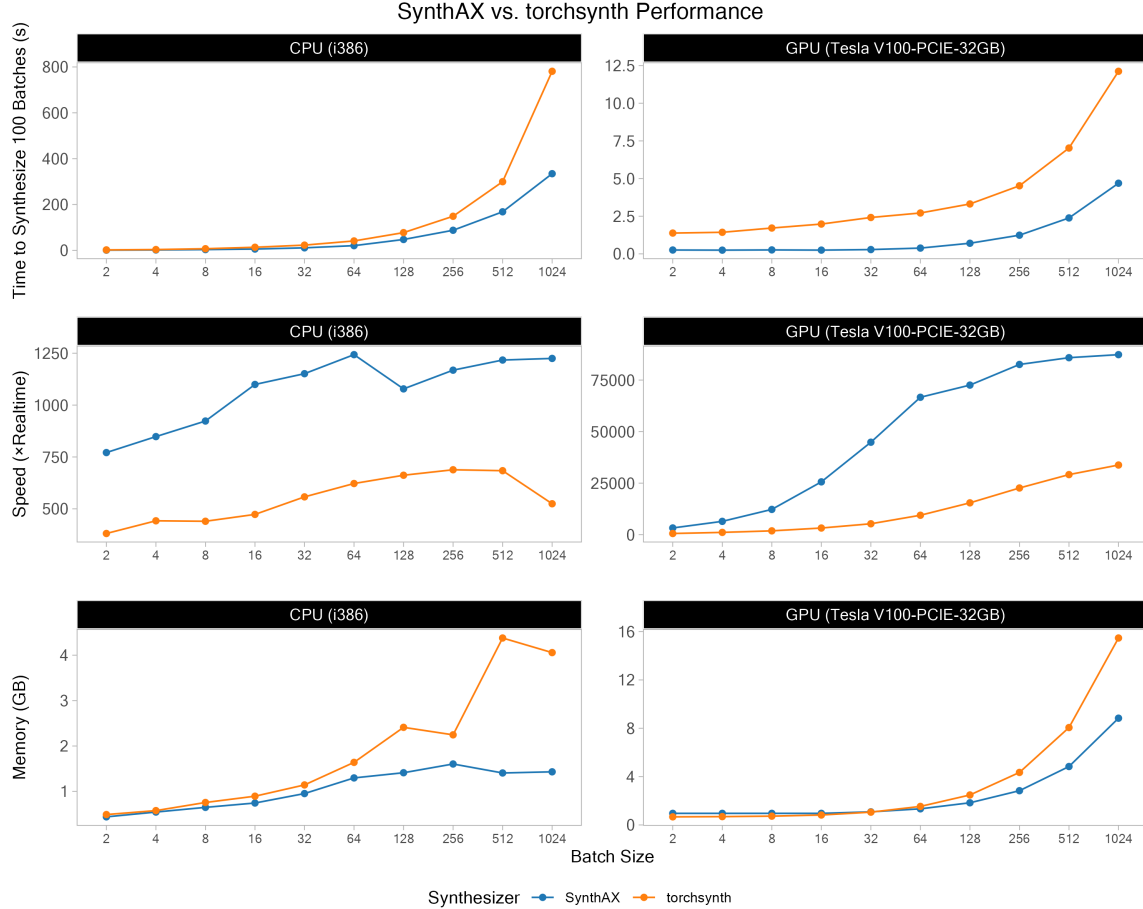 SynthAX vs. torchsynth Performance
CPU (i386)
GPU (Tesla V100-PCIE-32GB)
Time to Synthesize 100 Batches (s)
800
600
400
200
0
2 4 8 16 32 64 128 256 512 1024
12.5
10.0
7.5
5.0
2.5
0.0
2 4 8 16 32 64 128 256 512 1024
CPU (i386)
GPU (Tesla V100-PCIE-32GB)
Speed (×Realtime)
1250
1000
750
500
2 4 8 16 32 64 128 256 512 1024
75000
50000
25000
0
2 4 8 16 32 64 128 256 512 1024
CPU (i386)
GPU (Tesla V100-PCIE-32GB)
Memory (GB)
4
3
2
1
2 4 8 16 32 64 128 256 512 1024
16
12
8
4
0
2 4 8 16 32 64 128 256 512 1024
Batch Size
Synthesizer SynthAX torchsynth